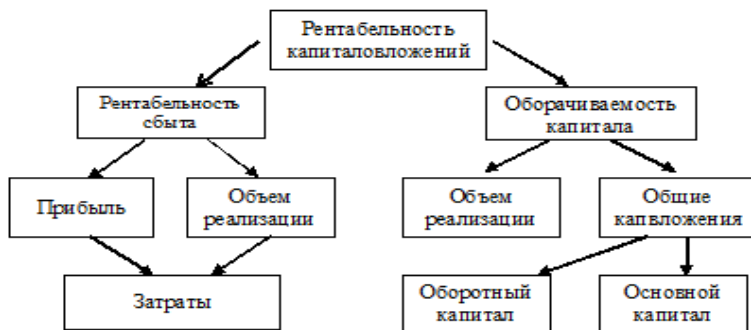 Рентабельность
капиталовложений
Рентабельность
сбыта
Оборачиваемость
капитала
Прибыль
Объем
реализации
Объем
реализации
Общие
капвложения
Затраты
Оборотный
капитал
Основной
капитал